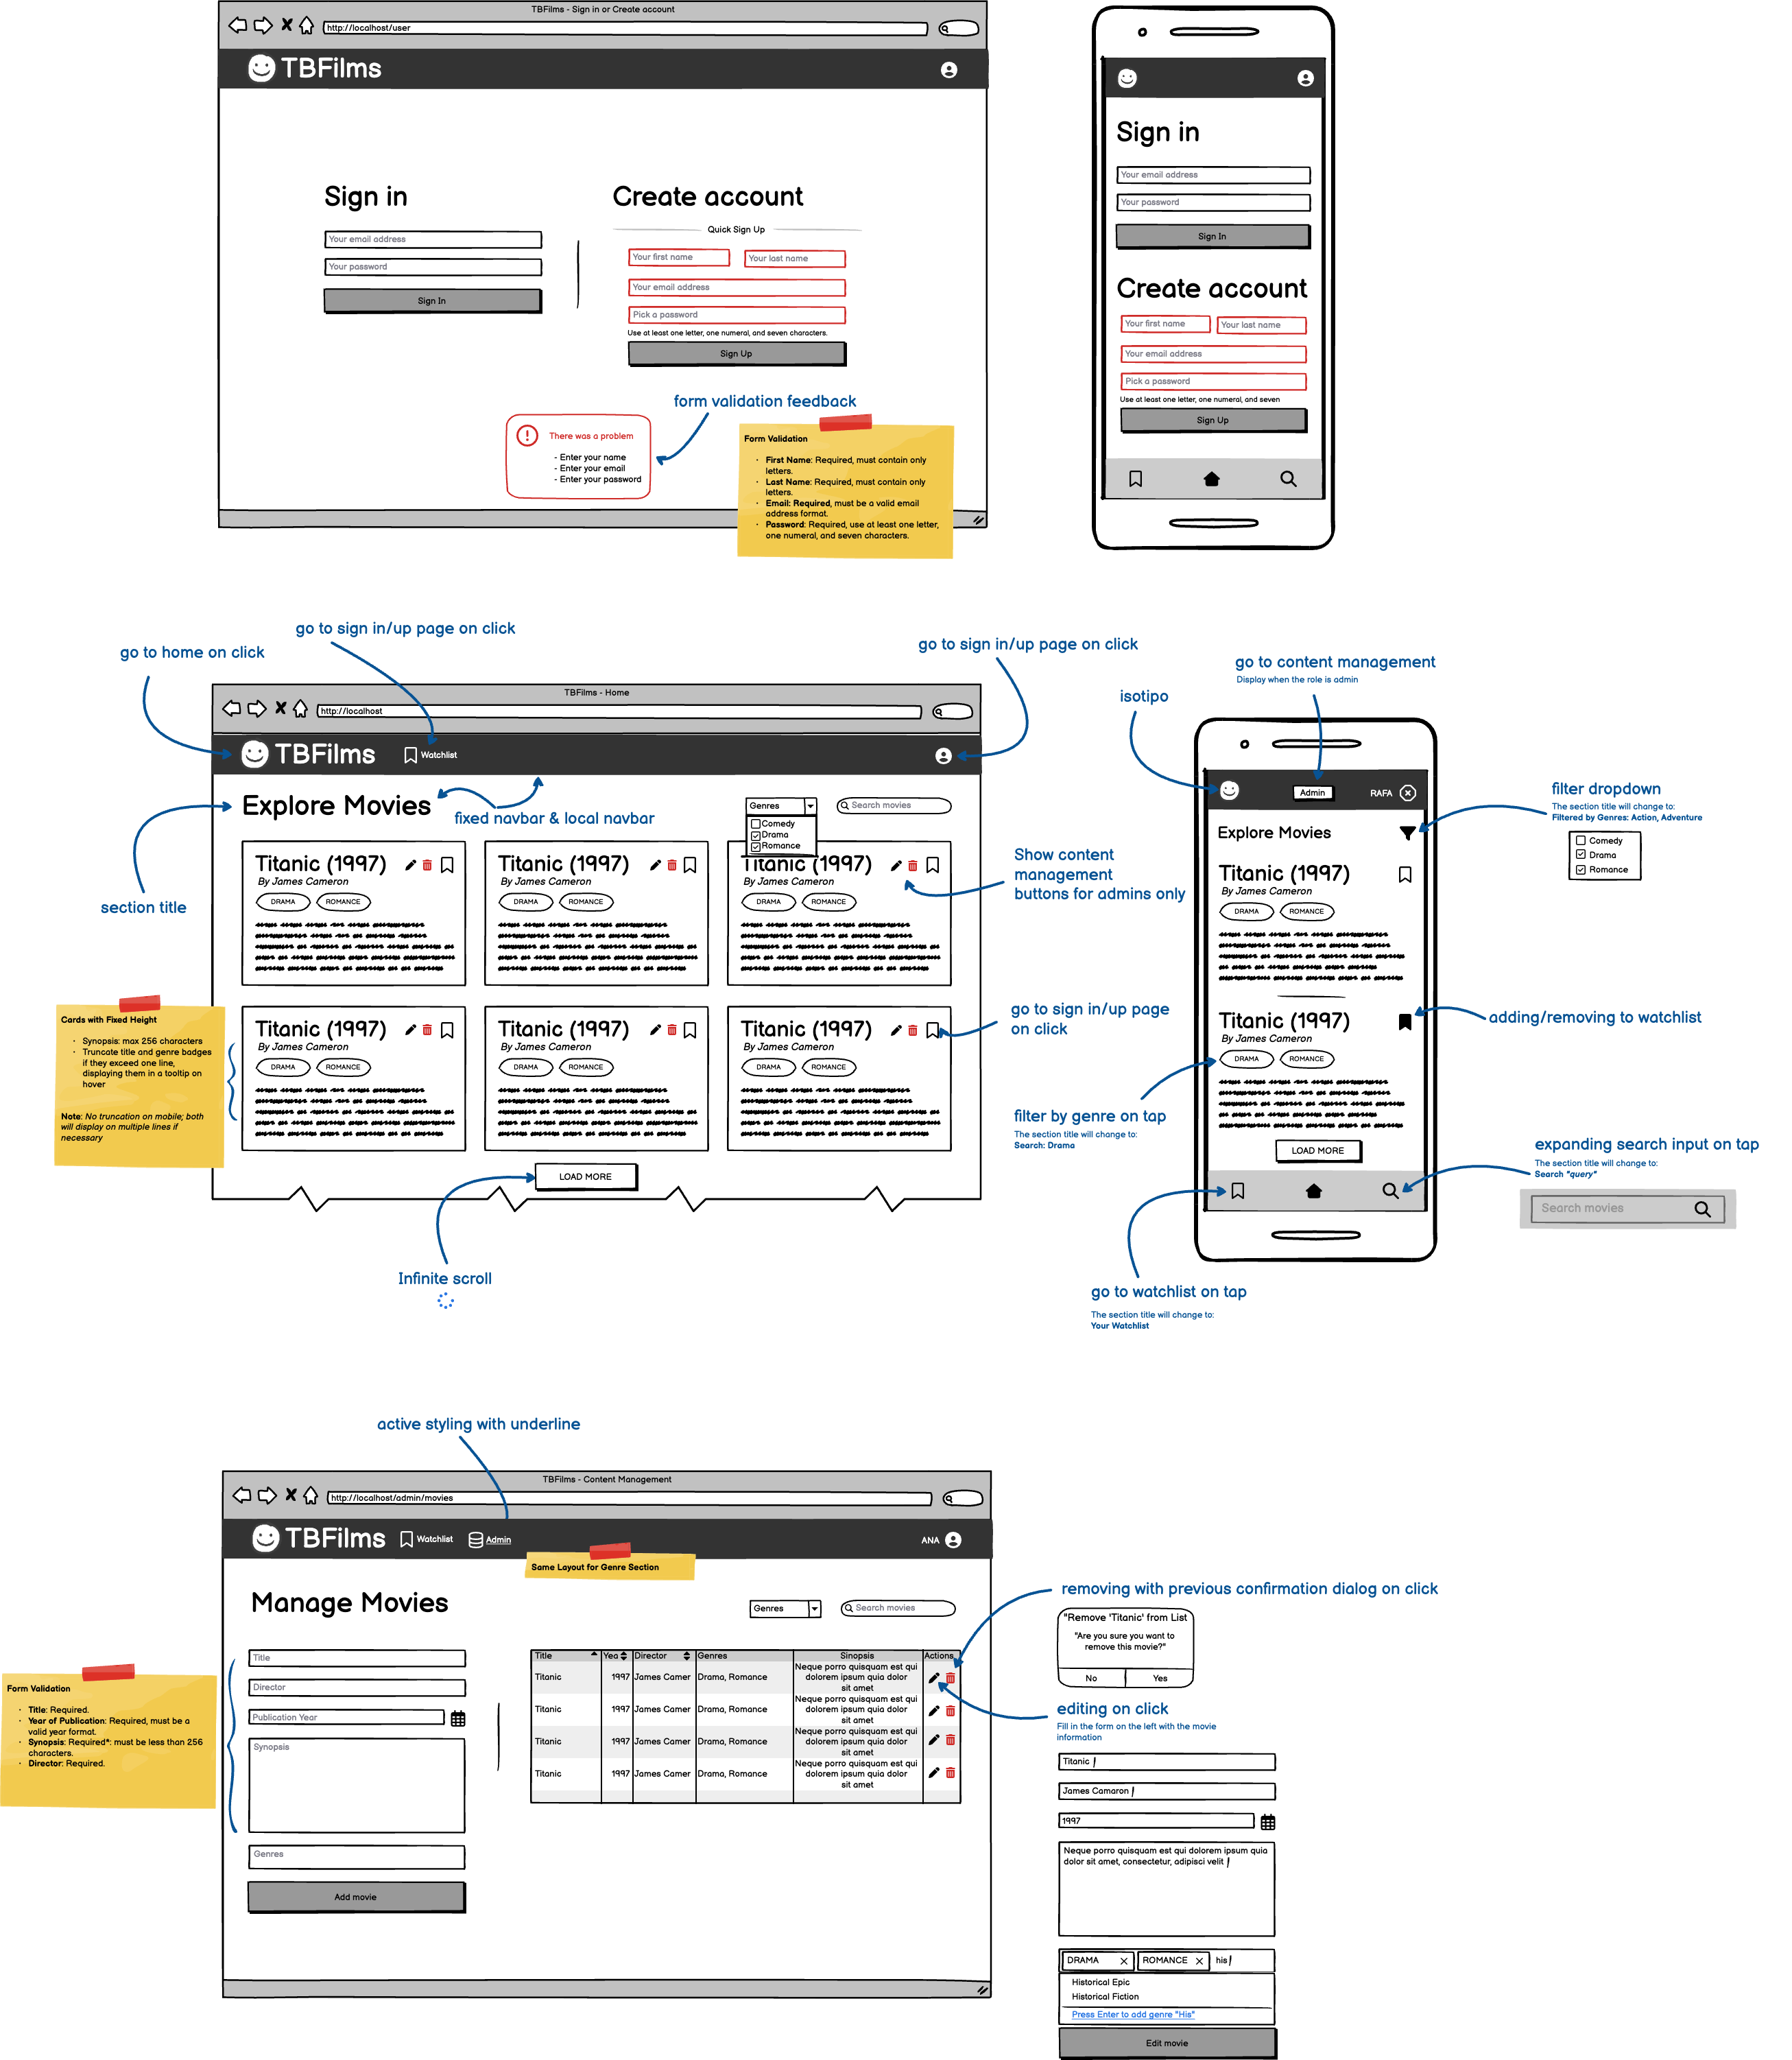 TBFilms - Sign in or Create account
http://localhost/user
TBFilms
Sign in
Your email address
Your password
Sign In
Create account
Quick Sign Up
Your first name
Your last name
Your email address
Pick a password
Use at least one letter, one numeral, and seven characters.
Sign Up
form validation feedback
There was a problem
- Enter your name
- Enter your email
- Enter your password
Form Validation
· First Name: Required, must contain only
letters.
· Last Name: Required, must contain only
letters.
· Email: Required, must be a valid email
address format.
· Password: Required, use at least one letter,
one numeral, and seven characters.
Sign in
Your email address
Your password
Sign In
Create account
Your first name
Your last name
Your email address
Pick a password
Use at least one letter, one numeral, and seven
Sign Up
go to sign in/up page on click
go to home on click
go to sign in/up page on click
TBFilms - Home
http://localhost
TBFilms
Watchlist
Explore Movies
fixed navbar & local navbar
Genres
Comedy
Drama
Romance
Search movies
section title
Titanic (1997)
By James Cameron
DRAMA
ROMANCE
Titanic (1997)
By James Cameron
DRAMA
ROMANCE
Titanic (1997)
By James Cameron
DRAMA
ROMANCE
Show content
management
buttons for admins only
Titanic (1997)
By James Cameron
DRAMA
ROMANCE
Titanic (1997)
By James Cameron
DRAMA
ROMANCE
Titanic (1997)
By James Cameron
DRAMA
ROMANCE
go to sign in/up page
on click
Cards with Fixed Height
· Synopsis: max 256 characters
· Truncate title and genre badges
if they exceed one line,
displaying them in a tooltip on
hover
Note: No truncation on mobile; both
will display on multiple lines if
necessary
LOAD MORE
Infinite scroll
go to content management
Display when the role is admin
isotipo
Admin
RAFA
Explore Movies
filter dropdown
The section title will change to:
Filtered by Genres: Action, Adventure
Comedy
Drama
Romance
Titanic (1997)
By James Cameron
DRAMA
ROMANCE
Titanic (1997)
By James Cameron
DRAMA
ROMANCE
adding/removing to watchlist
filter by genre on tap
The section title will change to:
Search: Drama
LOAD MORE
expanding search input on tap
The section title will change to:
Search "query"
Search movies
go to watchlist on tap
The section title will change to:
Your Watchlist
active styling with underline
TBFilms - Content Management
http://localhost/admin/movies
TBFilms
Watchlist
Admin
ANA
Same Layout for Genre Section
Manage Movies
Genres
Search movies
Title
Director
Publication Year
Synopsis
Genres
Add movie
Form Validation
· Title: Required.
· Year of Publication: Required, must be a
valid year format.
· Synopsis: Required*: must be less than 256
characters.
· Director: Required.
Title Yea Director Genres Sinopsis Actions
Titanic 1997 James Camer Drama, Romance
Neque porro quisquam est qui
dolorem ipsum quia dolor
sit amet
Titanic 1997 James Camer Drama, Romance
Neque porro quisquam est qui
dolorem ipsum quia dolor
sit amet
Titanic 1997 James Camer Drama, Romance
Neque porro quisquam est qui
dolorem ipsum quia dolor
sit amet
Titanic 1997 James Camer Drama, Romance
Neque porro quisquam est qui
dolorem ipsum quia dolor
sit amet
removing with previous confirmation dialog on click
"Remove 'Titanic' from List
"Are you sure you want to
remove this movie?"
No
Yes
editing on click
Fill in the form on the left with the movie
information
Titanic |
James Camaron |
1997
Neque porro quisquam est qui dolorem ipsum quia
dolor sit amet, consectetur, adipisci velit |
DRAMA
ROMANCE
his|
Historical Epic
Historical Fiction
Press Enter to add genre "His"
Edit movie